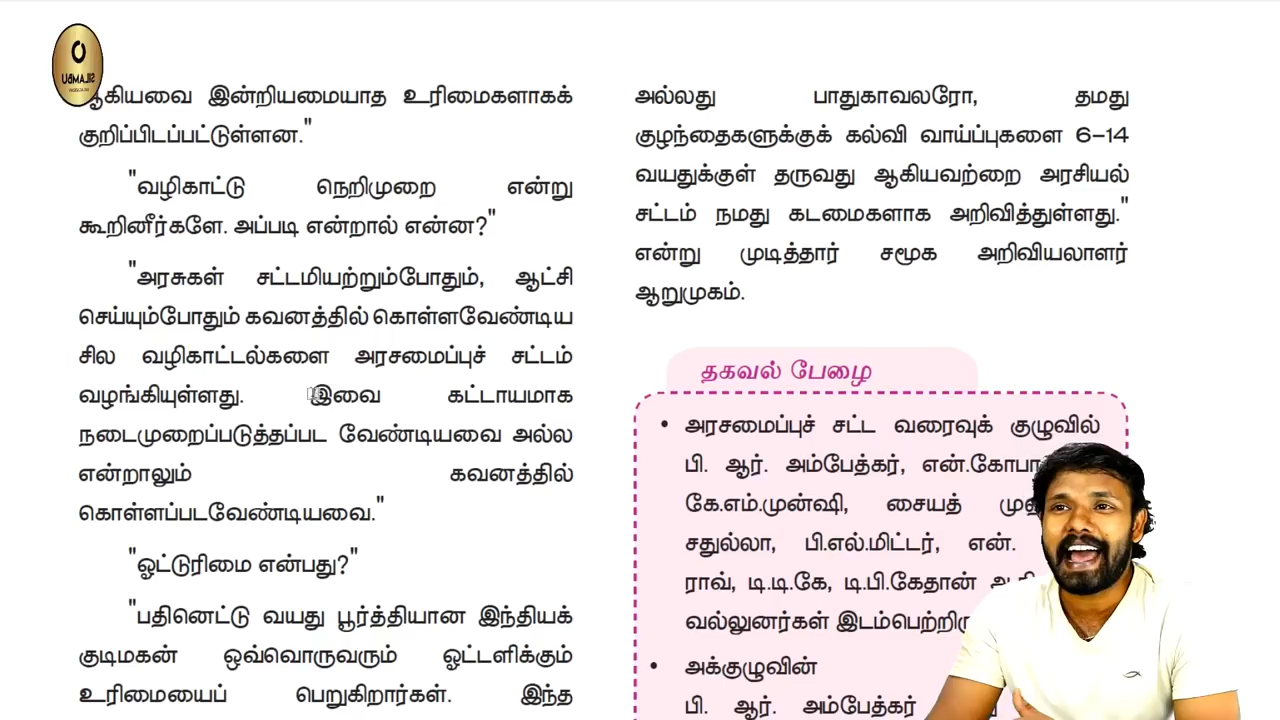 SILAMBU
ஆகியவை இன்றியமையாத உரிமைகளாகக்
குறிப்பிடப்பட்டுள்ளன."
"வழிகாட்டு நெறிமுறை என்று
கூறினீர்களே. அப்படி என்றால் என்ன?"
"அரசுகள் சட்டமியற்றும்போதும், ஆட்சி
செய்யும்போதும் கவனத்தில் கொள்ளவேண்டிய
சில வழிகாட்டல்களை அரசமைப்புச் சட்டம்
வழங்கியுள்ளது. இவை கட்டாயமாக
நடைமுறைப்படுத்தப்பட வேண்டியவை அல்ல
என்றாலும் கவனத்தில்
கொள்ளப்படவேண்டியவை."
"ஓட்டுரிமை என்பது?"
"பதினெட்டு வயது பூர்த்தியான இந்தியக்
குடிமகன் ஒவ்வொருவரும் ஓட்டளிக்கும்
உரிமையைப் பெறுகிறார்கள். இந்த
அல்லது பாதுகாவலரோ, தமது
குழந்தைகளுக்குக் கல்வி வாய்ப்புகளை 6–14
வயதுக்குள் தருவது ஆகியவற்றை அரசியல்
சட்டம் நமது கடமைகளாக அறிவித்துள்ளது."
என்று முடித்தார் சமூக அறிவியலாளர்
ஆறுமுகம்.
தகவல் பேழை
• அரசமைப்புச் சட்ட வரைவுக் குழுவில்
பி. ஆர். அம்பேத்கர், என்.கோபா
கே.எம்.முன்ஷி, சையத்
சதுல்லா, பி.எல்.மிட்டர், என்.
ராவ், டி.டி.கே, டி.பி.கேதான்
வல்லுனர்கள்
• அக்குழுவின்
பி. ஆர். அம்பேத்கர்